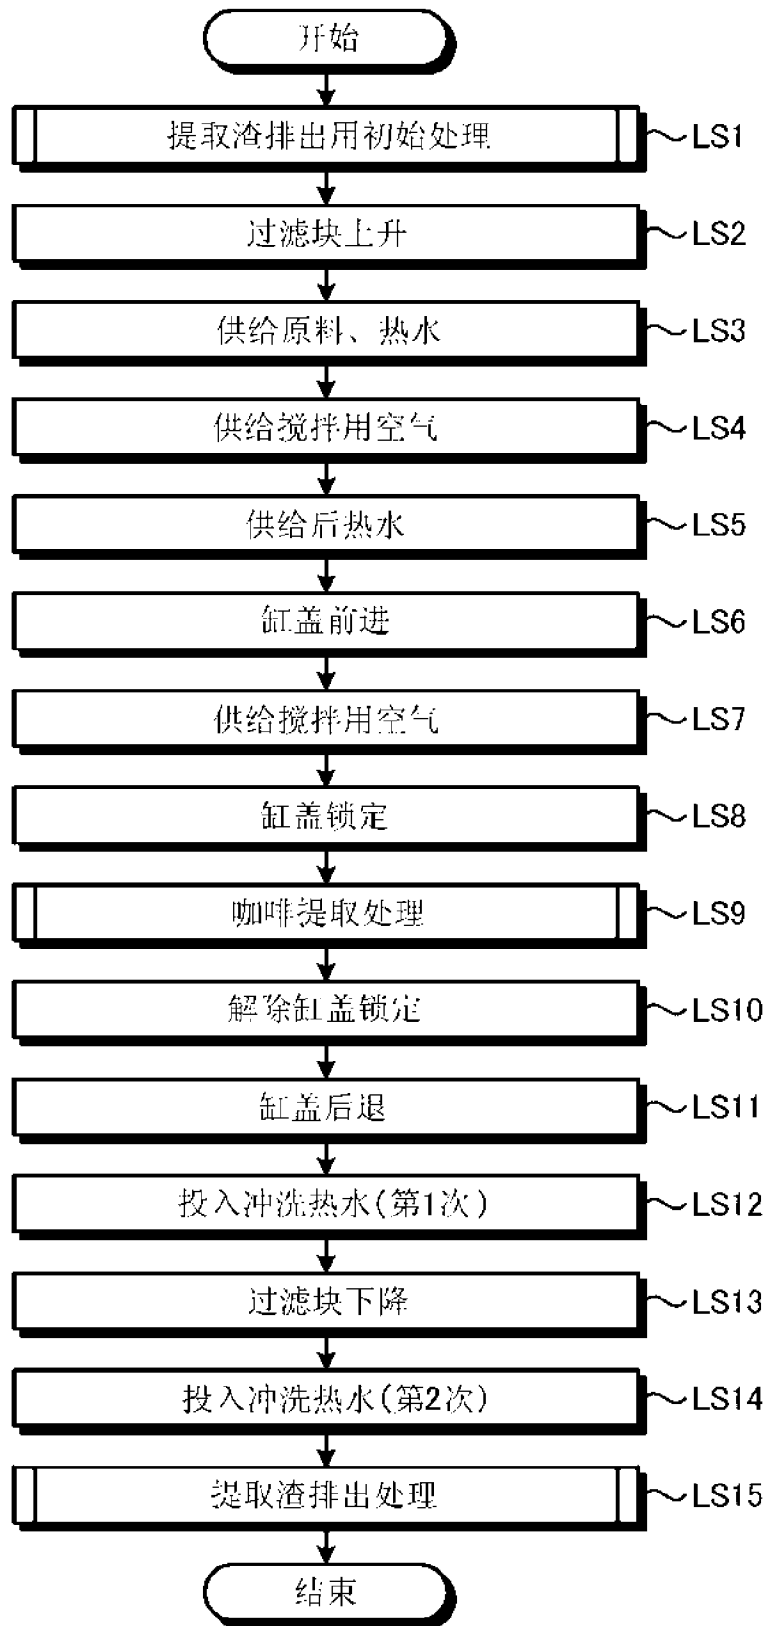 开始
提取渣排出用初始处理 LS1
过滤块上升 LS2
供给原料、热水 LS3
供给搅拌用空气 LS4
供给后热水 LS5
缸盖前进 LS6
供给搅拌用空气 LS7
缸盖锁定 LS8
咖啡提取处理 LS9
解除缸盖锁定 LS10
缸盖后退 LS11
投入冲洗热水(第1次) LS12
过滤块下降 LS13
投入冲洗热水(第2次) LS14
提取渣排出处理 LS15
结束